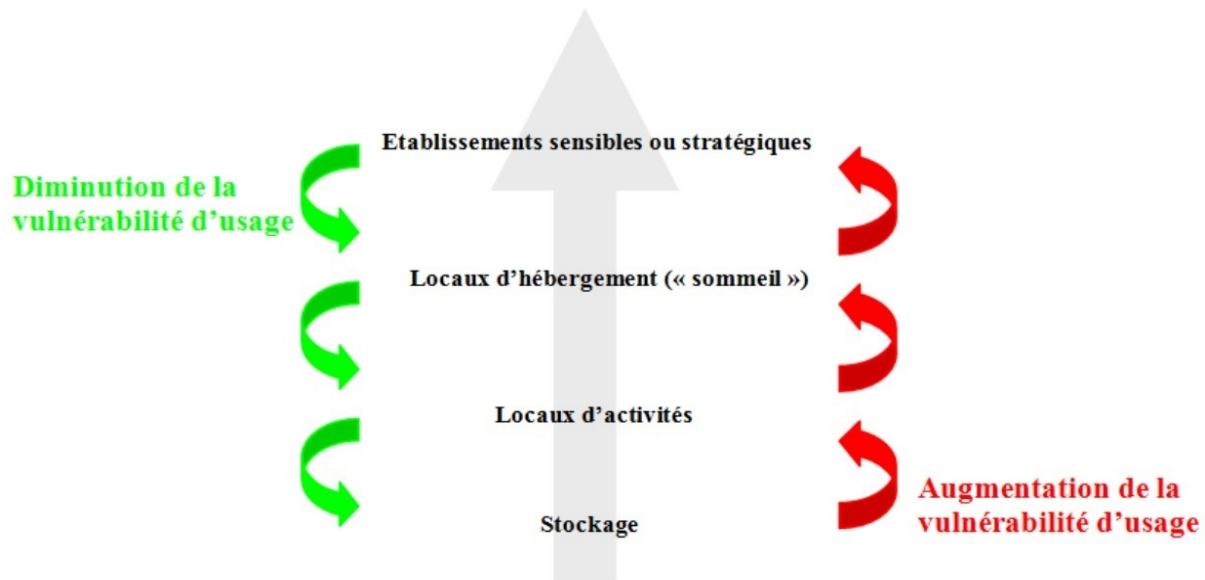 Etablissements sensibles ou stratégiques
Diminution de la
vulnérabilité d’usage
Locaux d’hébergement (« sommeil »)
Locaux d’activités
Augmentation de la
vulnérabilité d’usage
Stockage